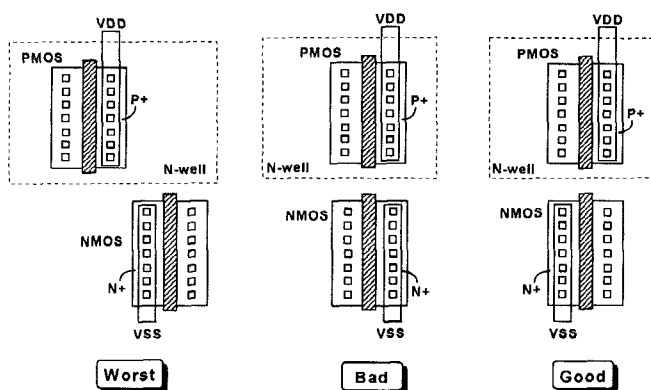 VDD
PMOS
P+
N-well
NMOS
N+
VSS
Worst
VDD
PMOS
P+
N-well
NMOS
N+
VSS
Bad
VDD
PMOS
P+
N-well
NMOS
N+
VSS
Good